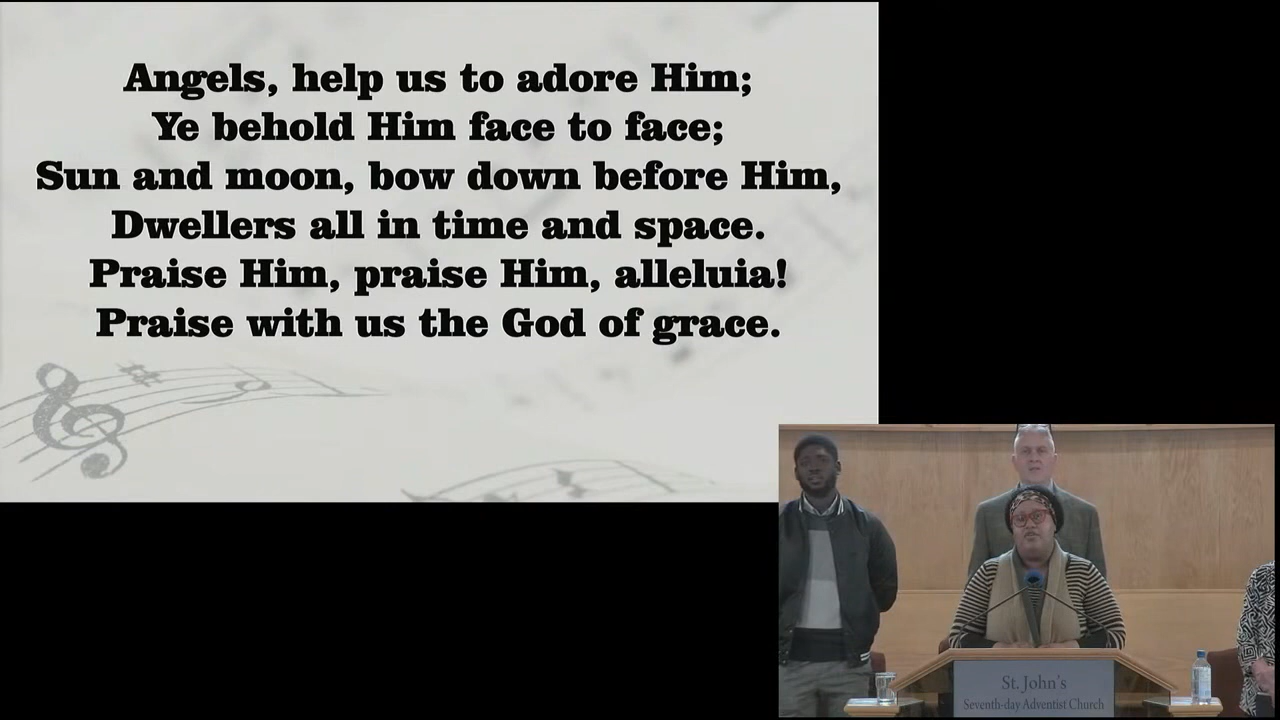 Angels, help us to adore Him;
Ye behold Him face to face;
Sun and moon, bow down before Him,
Dwellers all in time and space.
Praise Him, praise Him, alleluia!
Praise with us the God of grace.
St. John's
Seventh-day Adventist Church